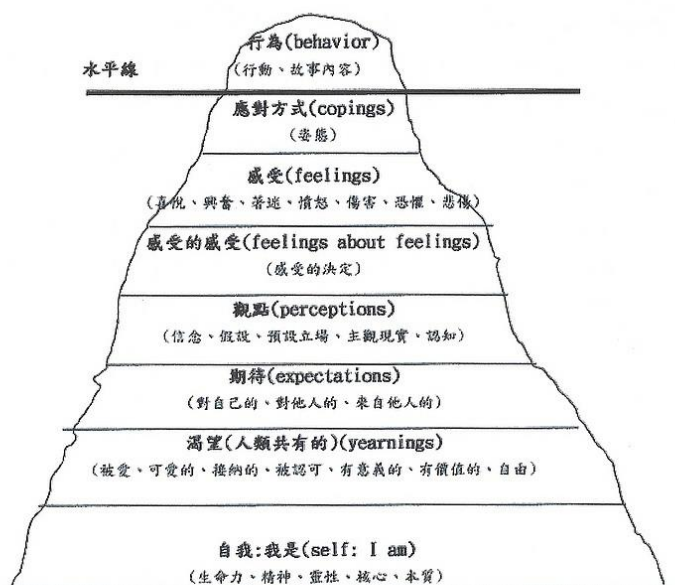 行為(behavior)
水平線
(行動、故事內容)
應對方式(copings)
(姿態)
感受(feelings)
(喜悅、興奮、著迷、憤怒、傷害、恐懼、悲傷)
感受的感受(feelings about feelings)
(感受的決定)
觀點(perceptions)
(信念、假設、預設立場、主觀現實、認知)
期待(expectations)
(對自己的、對他人的、來自他人的)
渴望(人類共有的)(yearnings)
(被愛、可愛的、接納的、被認可、有意義的、有價值的、自由)
自我:我是(self: I am)
(生命力、精神、靈性、核心、本質)